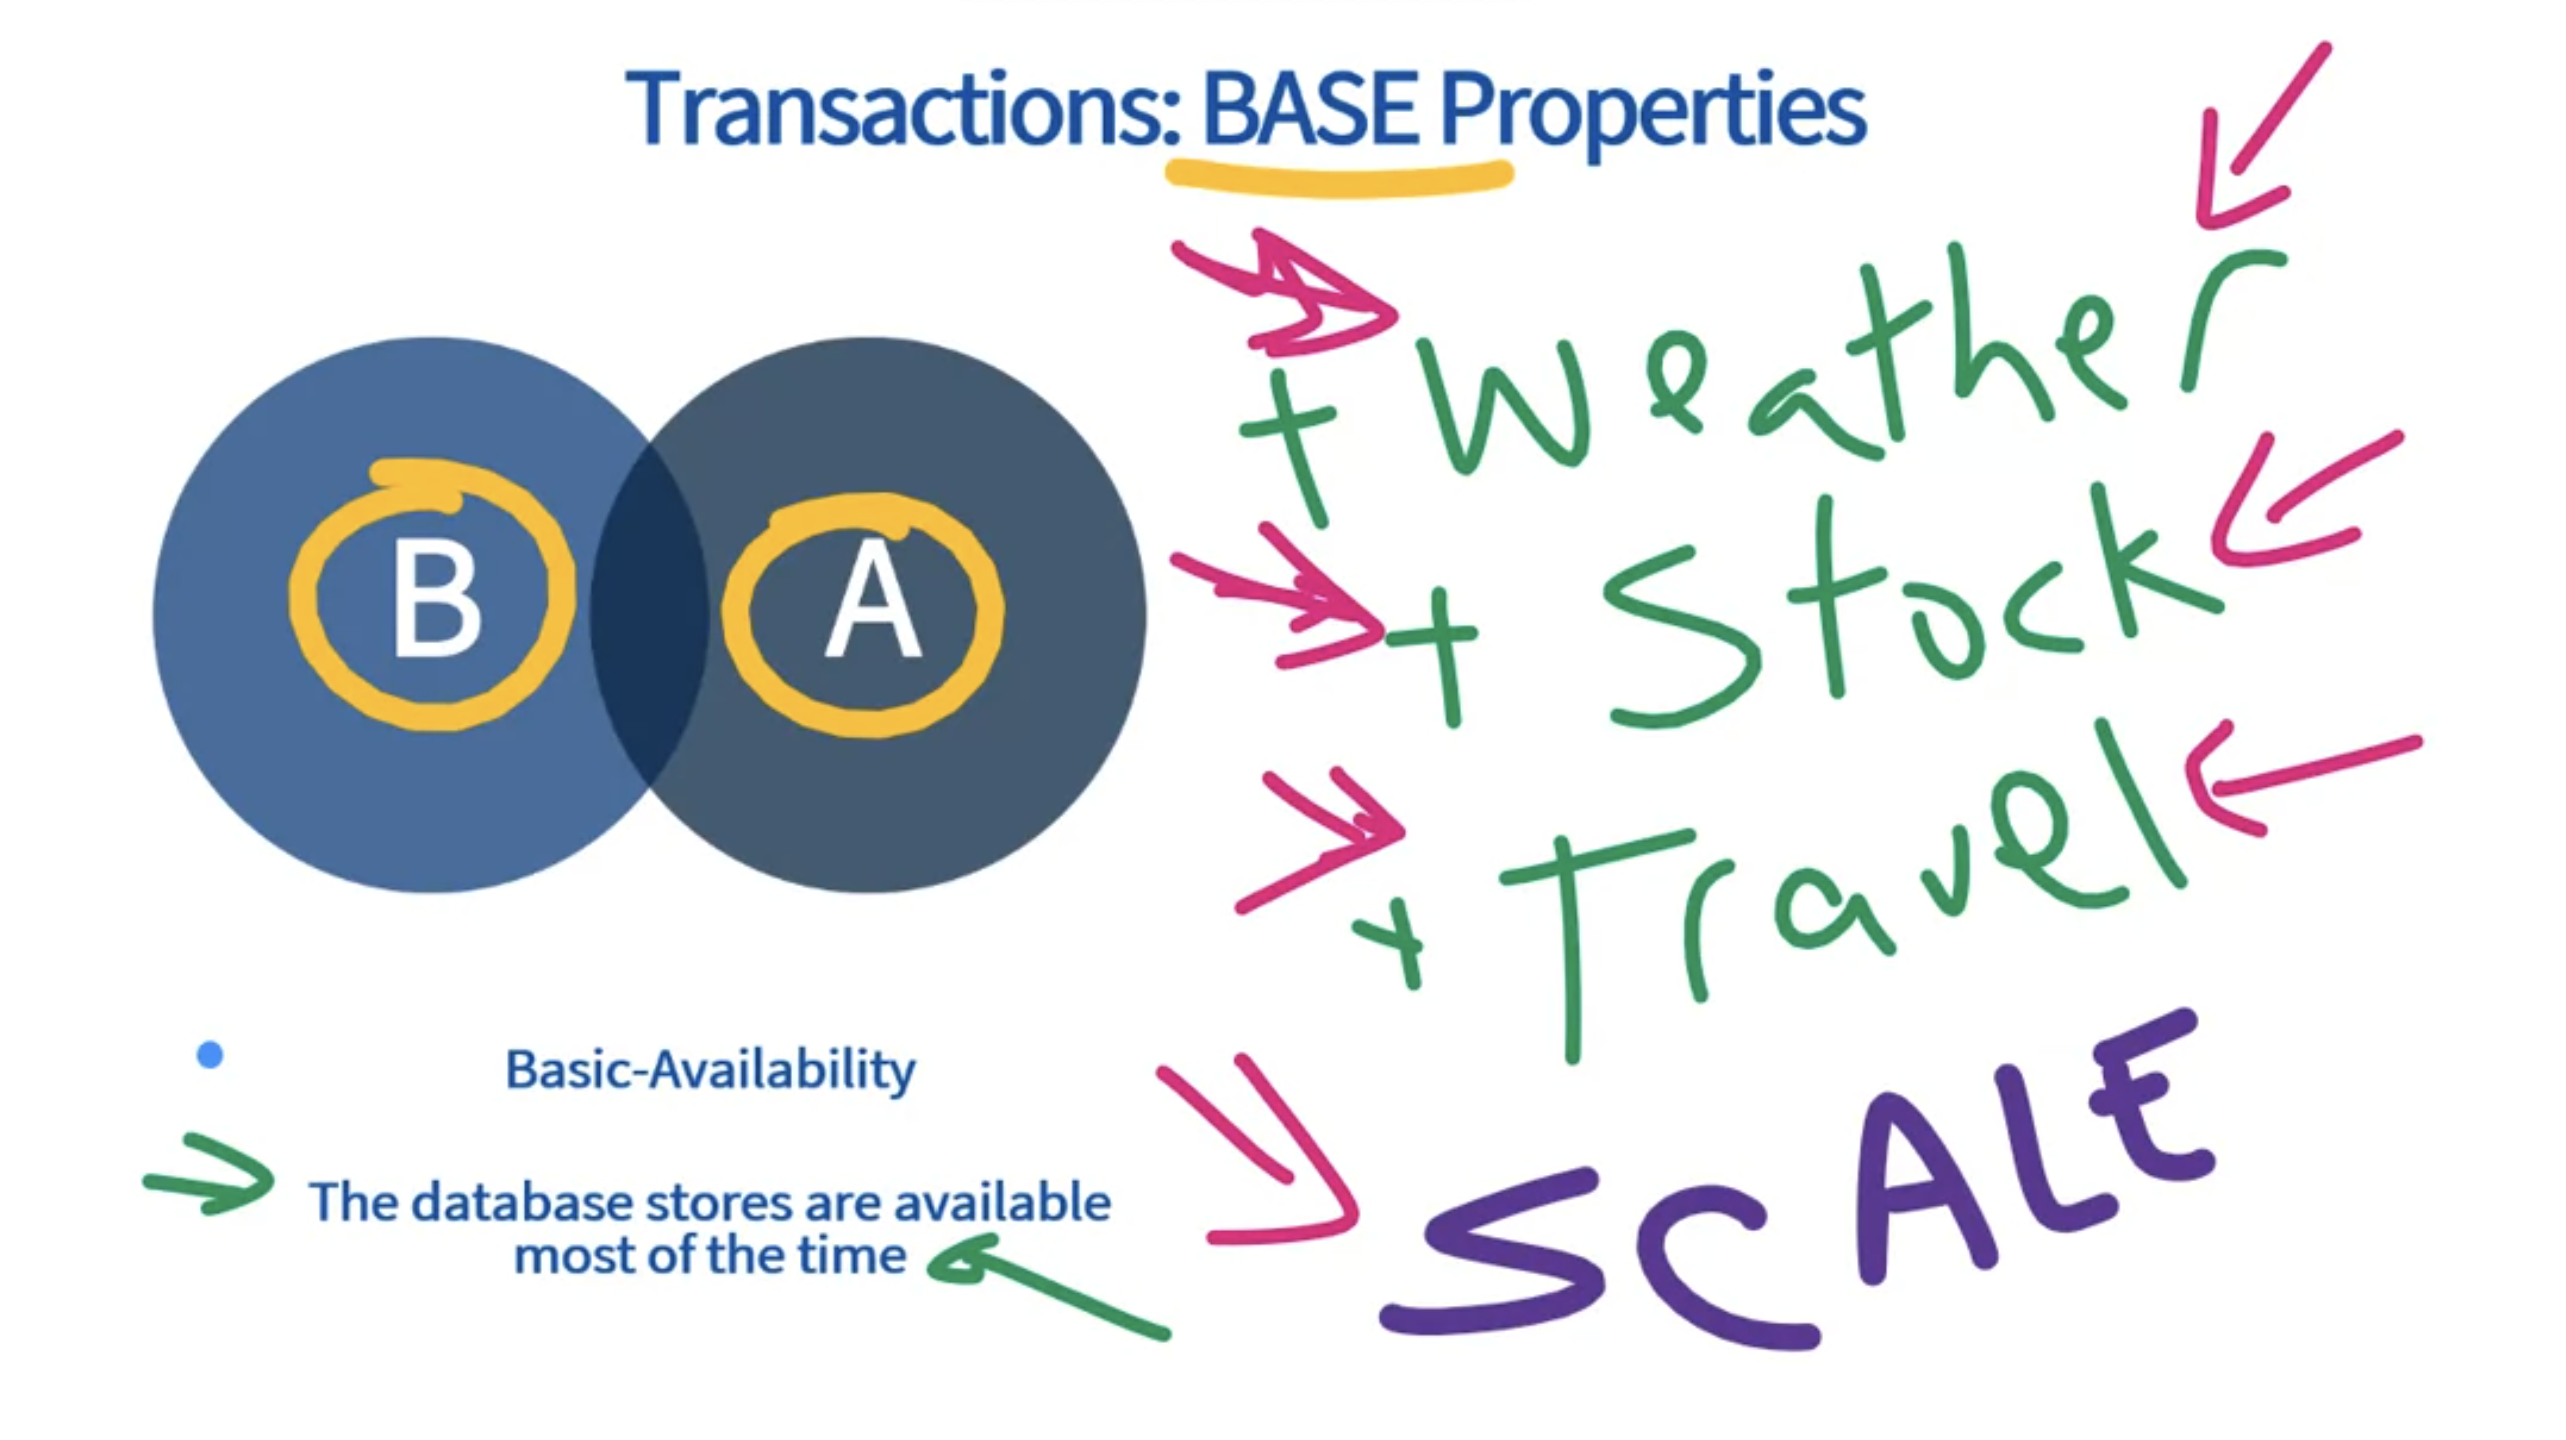 Transactions: BASE Properties
B
A
Basic-Availability
The database stores are available
most of the time
+ Weather
+ Stock
+ Travel
SCALE